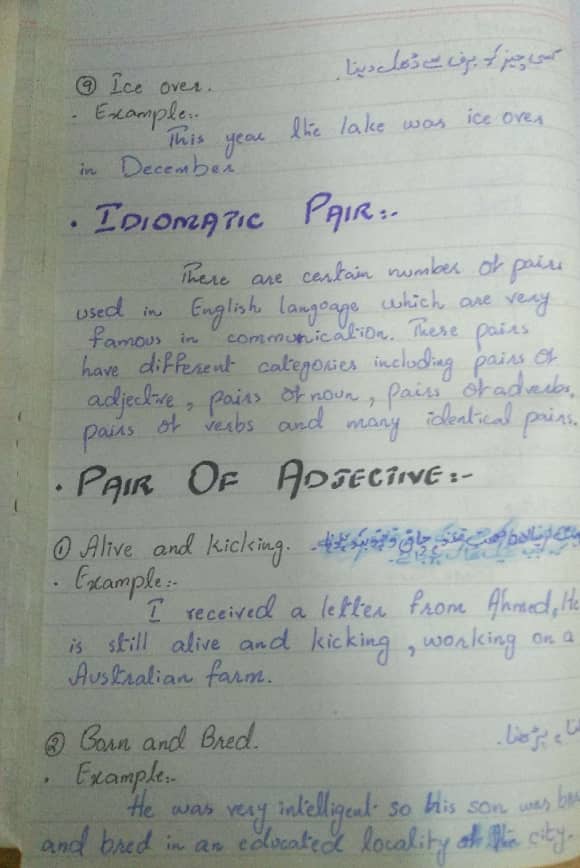 کسی چیز کو برف سے ڈھک دینا
⑨ Ice over.
• Example:-
This year the lake was ice over
in December
• IDIOMATIC PAIR:-
There are certain number of pairs
used in English langoage which are very
famous in communication. These pairs
have different categories including pairs of
adjective, pairs of noun, pairs of adverbs,
pairs of verbs and many identical pairs.
• PAIR OF ADJECTIVE:-
① Alive and kicking.
• Example:-
I received a letter from Ahmed, He
is still alive and kicking, working on a
Australian farm.
② Born and Bred.
• Example:-
He was very intelligent so his son was
and bred in an educated locality of the city.